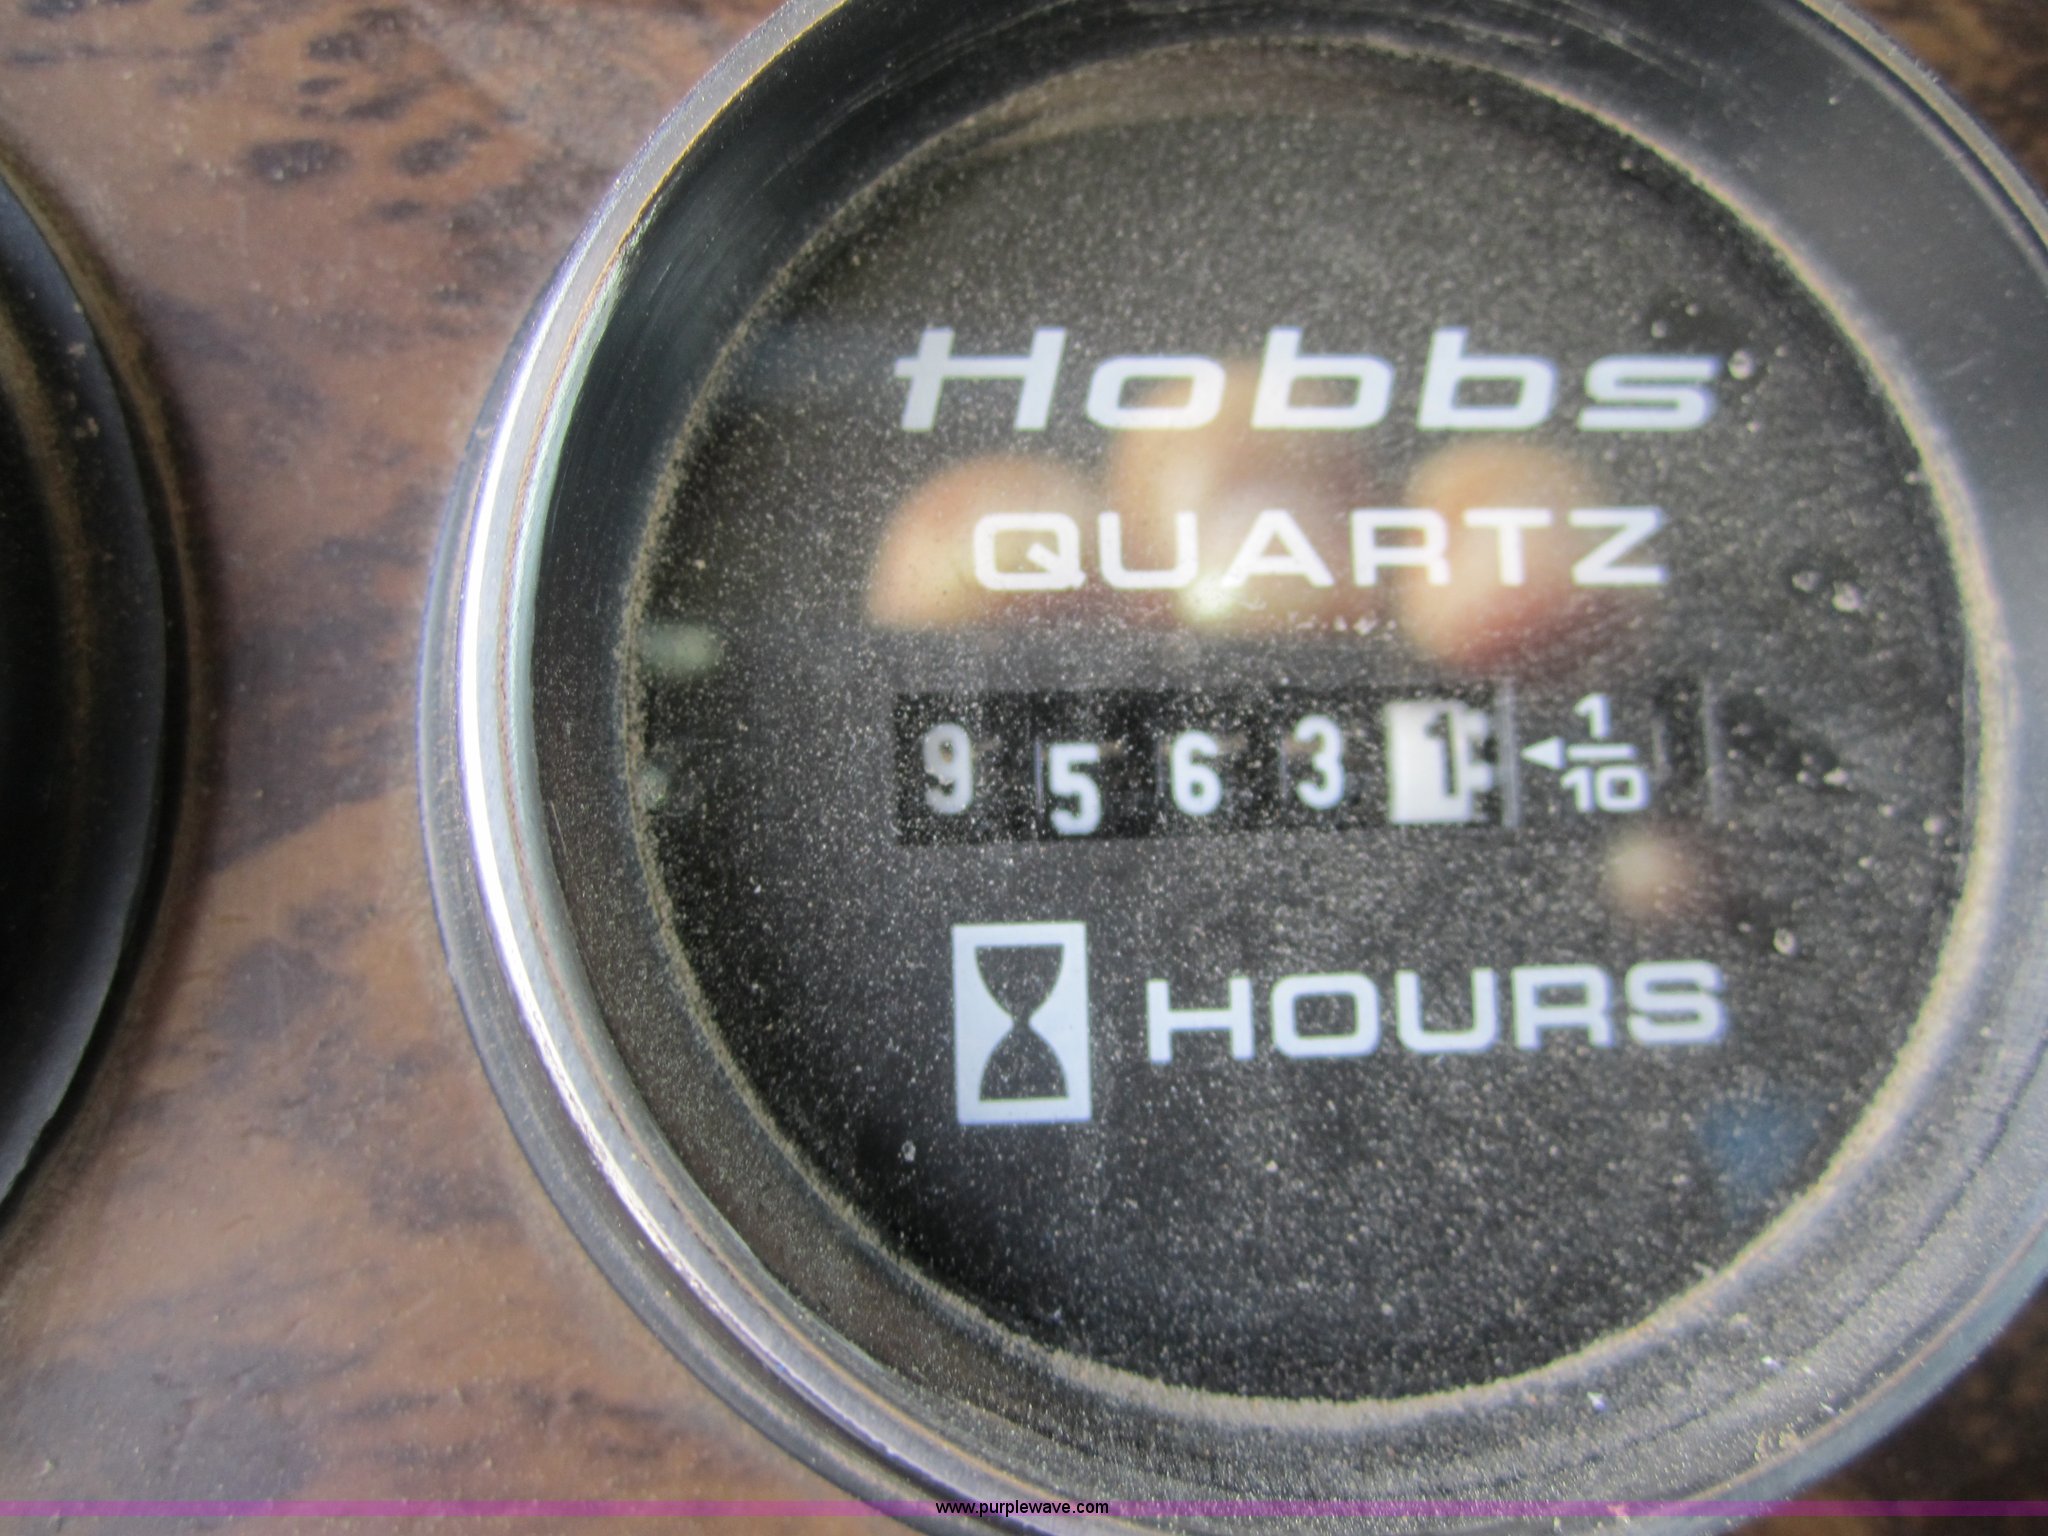 Hobbs
QUARTZ
9 5 6 3 1 ◄ 1/10
HOURS
www.purplewave.com